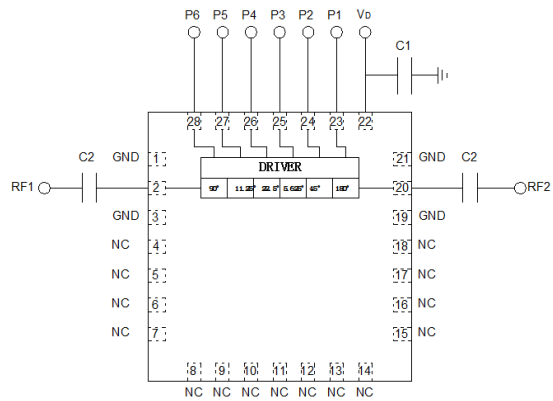 P6 P5 P4 P3 P2 P1 VD
C1
28 27 26 25 24 23 22
GND 1 21 GND
DRIVER
C2 C2
RF1 2 90° 11.25° 22.5° 5.625° 45° 180° 20 RF2
GND 3 19 GND
NC 4 18 NC
NC 5 17 NC
NC 6 16 NC
NC 7 15 NC
8 9 10 11 12 13 14
NC NC NC NC NC NC NC